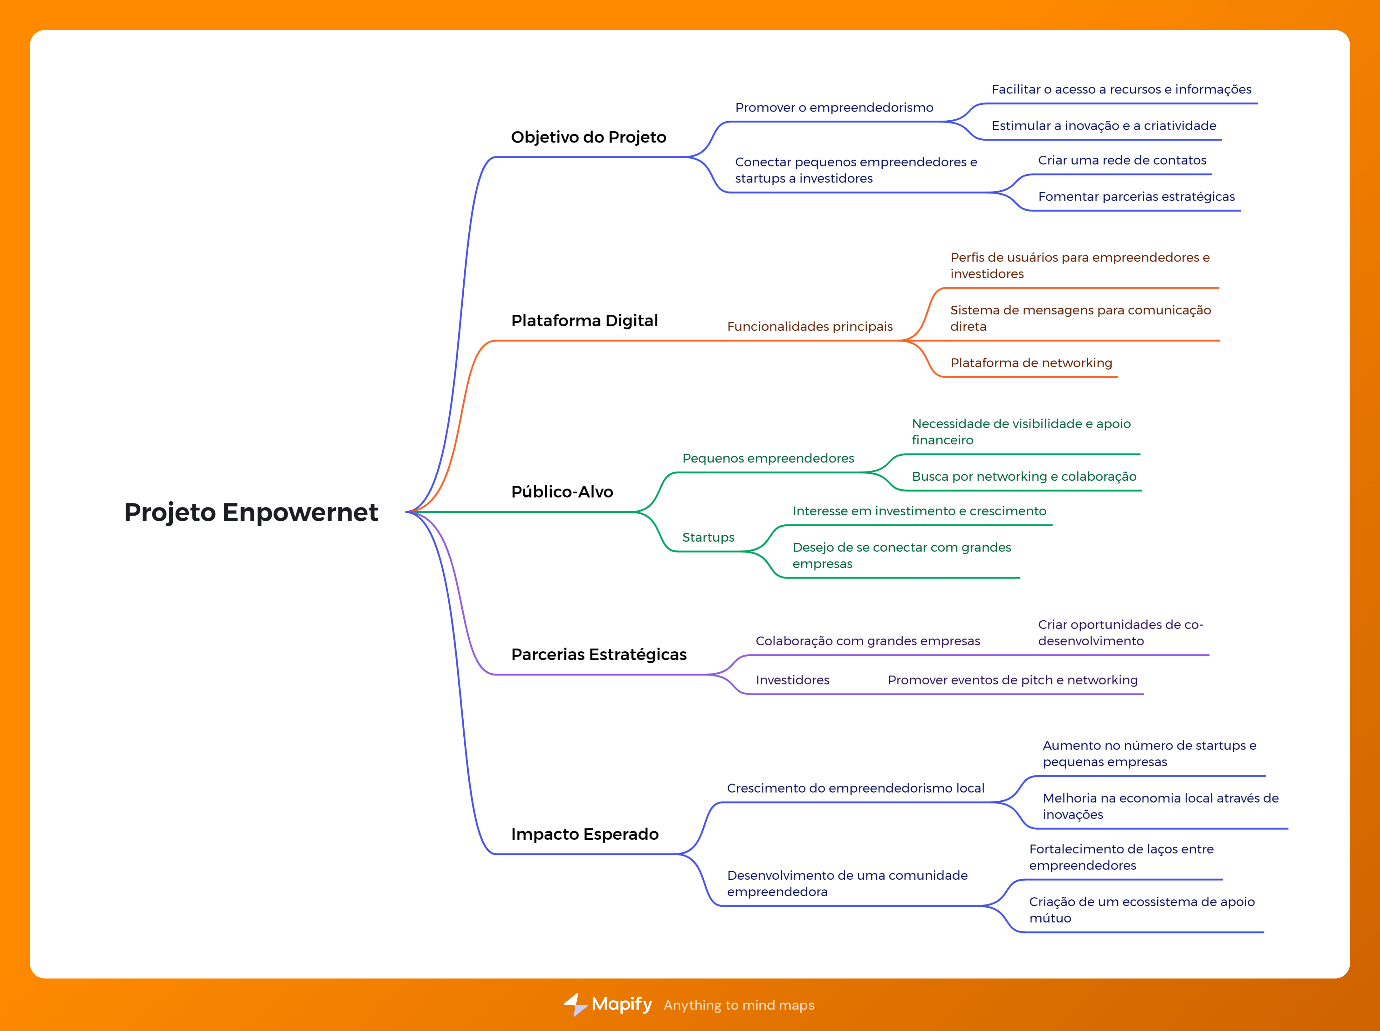 Projeto Enpowernet
Objetivo do Projeto
Promover o empreendedorismo
Facilitar o acesso a recursos e informações
Estimular a inovação e a criatividade
Conectar pequenos empreendedores e
startups a investidores
Criar uma rede de contatos
Fomentar parcerias estratégicas
Plataforma Digital
Funcionalidades principais
Perfis de usuários para empreendedores e
investidores
Sistema de mensagens para comunicação
direta
Plataforma de networking
Público-Alvo
Pequenos empreendedores
Necessidade de visibilidade e apoio
financeiro
Busca por networking e colaboração
Startups
Interesse em investimento e crescimento
Desejo de se conectar com grandes
empresas
Parcerias Estratégicas
Colaboração com grandes empresas
Criar oportunidades de co-
desenvolvimento
Investidores
Promover eventos de pitch e networking
Impacto Esperado
Crescimento do empreendedorismo local
Aumento no número de startups e
pequenas empresas
Melhoria na economia local através de
inovações
Desenvolvimento de uma comunidade
empreendedora
Fortalecimento de laços entre
empreendedores
Criação de um ecossistema de apoio
mútuo
Mapify Anything to mind maps